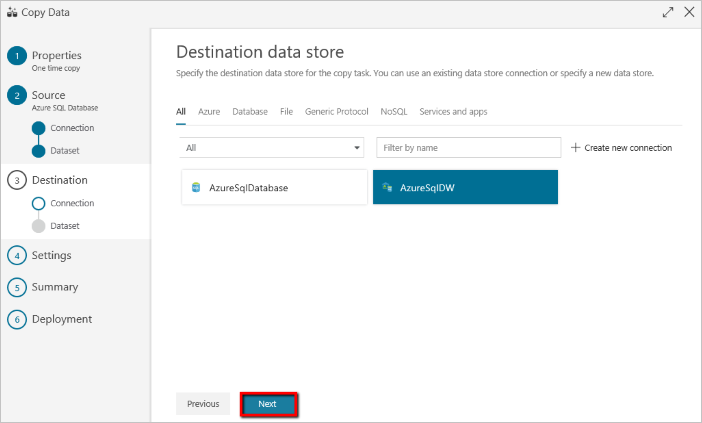 Copy Data
1 Properties
One time copy
2 Source
Azure SQL Database
Connection
Dataset
3 Destination
Connection
Dataset
4 Settings
5 Summary
6 Deployment
Destination data store
Specify the destination data store for the copy task. You can use an existing data store connection or specify a new data store.
All Azure Database File Generic Protocol NoSQL Services and apps
All Filter by name + Create new connection
AzureSqlDatabase AzureSqlDW
Previous Next